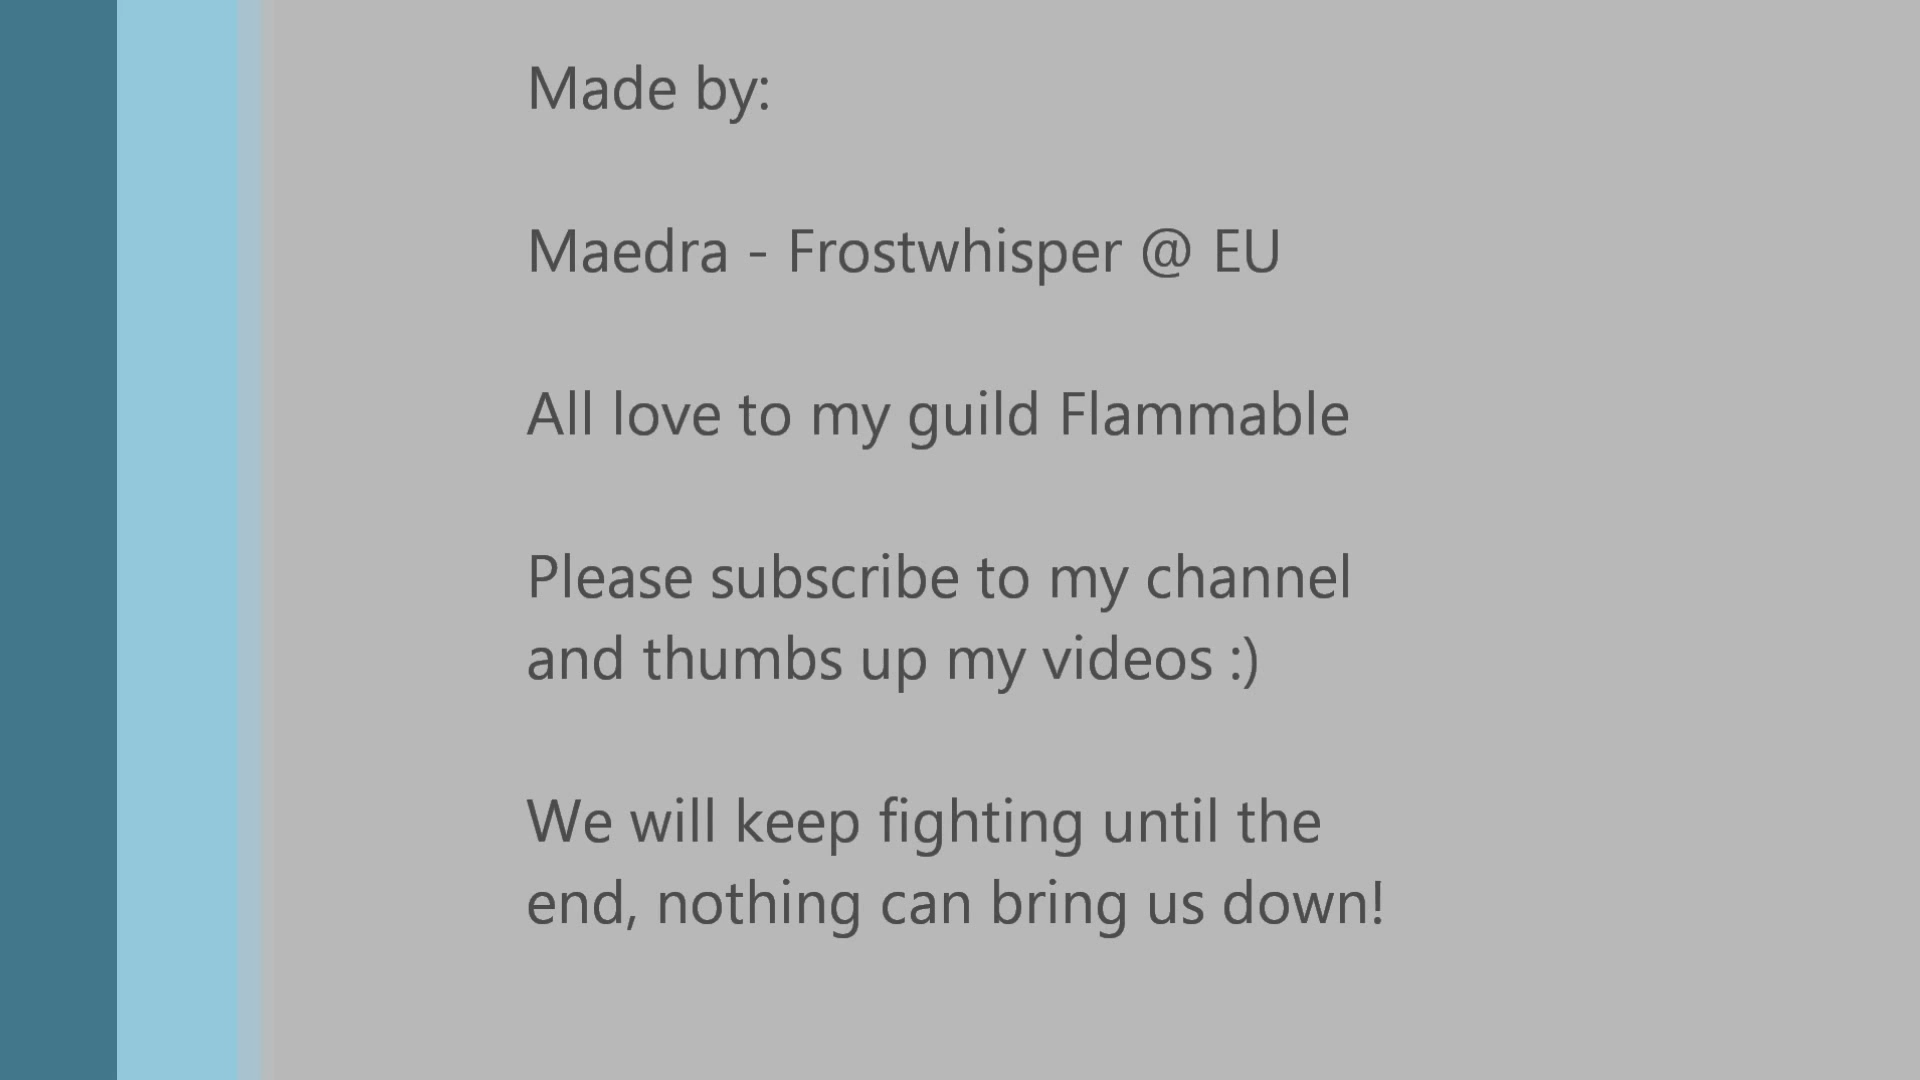 Made by:
Maedra - Frostwhisper @ EU
All love to my guild Flammable
Please subscribe to my channel
and thumbs up my videos :)
We will keep fighting until the
end, nothing can bring us down!